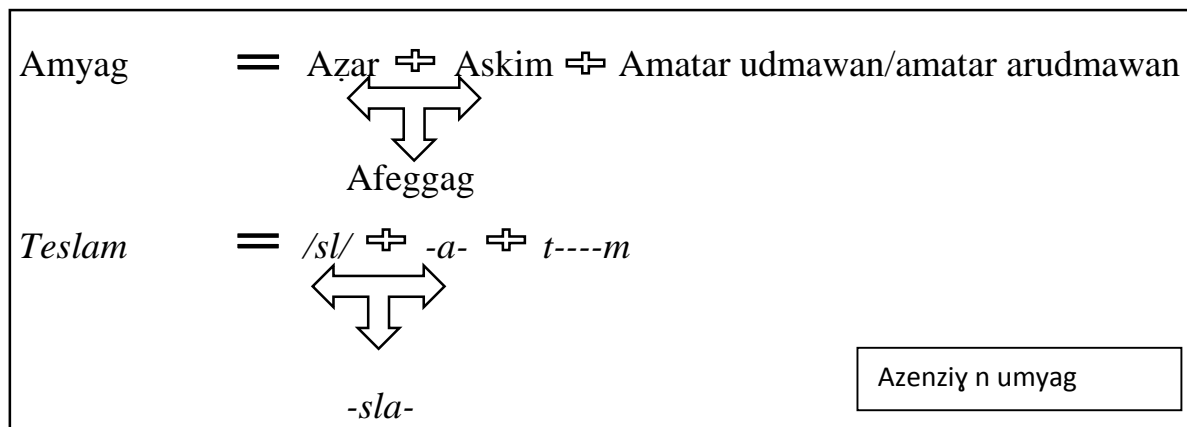 Amyag = Aẓar + Askim + Amatar udmawan/amatar arudmawan
Afeggag
Teslam = /sl/ + -a- + t----m
-sla-
Azenziɣ n umyag